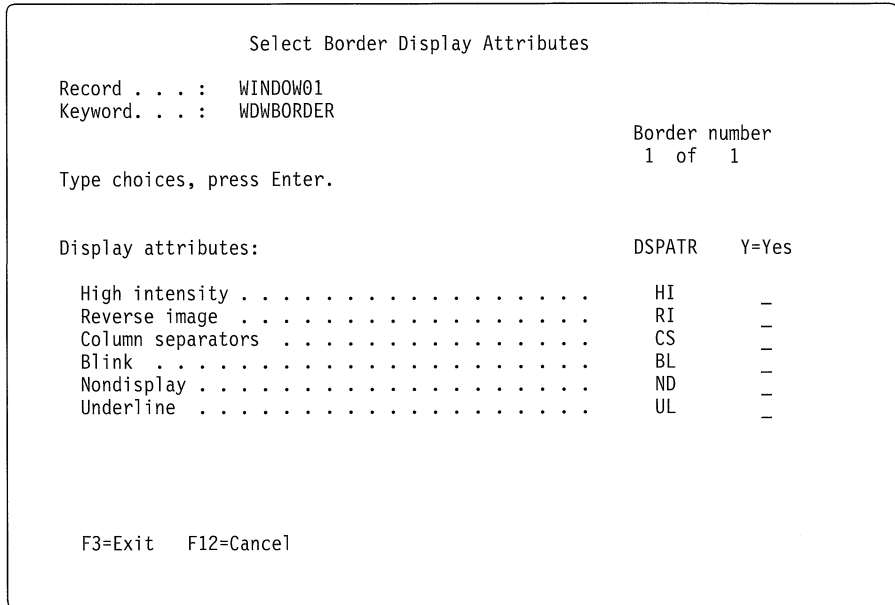 Select Border Display Attributes
Record . . . :   WINDOW01
Keyword. . . :   WDWBORDER
Border number
1 of 1
Type choices, press Enter.
Display attributes:   DSPATR   Y=Yes
High intensity . . . . . . . . . . . . . . . . .   HI   _
Reverse image . . . . . . . . . . . . . . . . .   RI   _
Column separators . . . . . . . . . . . . . . .   CS   _
Blink . . . . . . . . . . . . . . . . . . . . .   BL   _
Nondisplay . . . . . . . . . . . . . . . . . . .   ND   _
Underline . . . . . . . . . . . . . . . . . . .   UL   _
F3=Exit   F12=Cancel